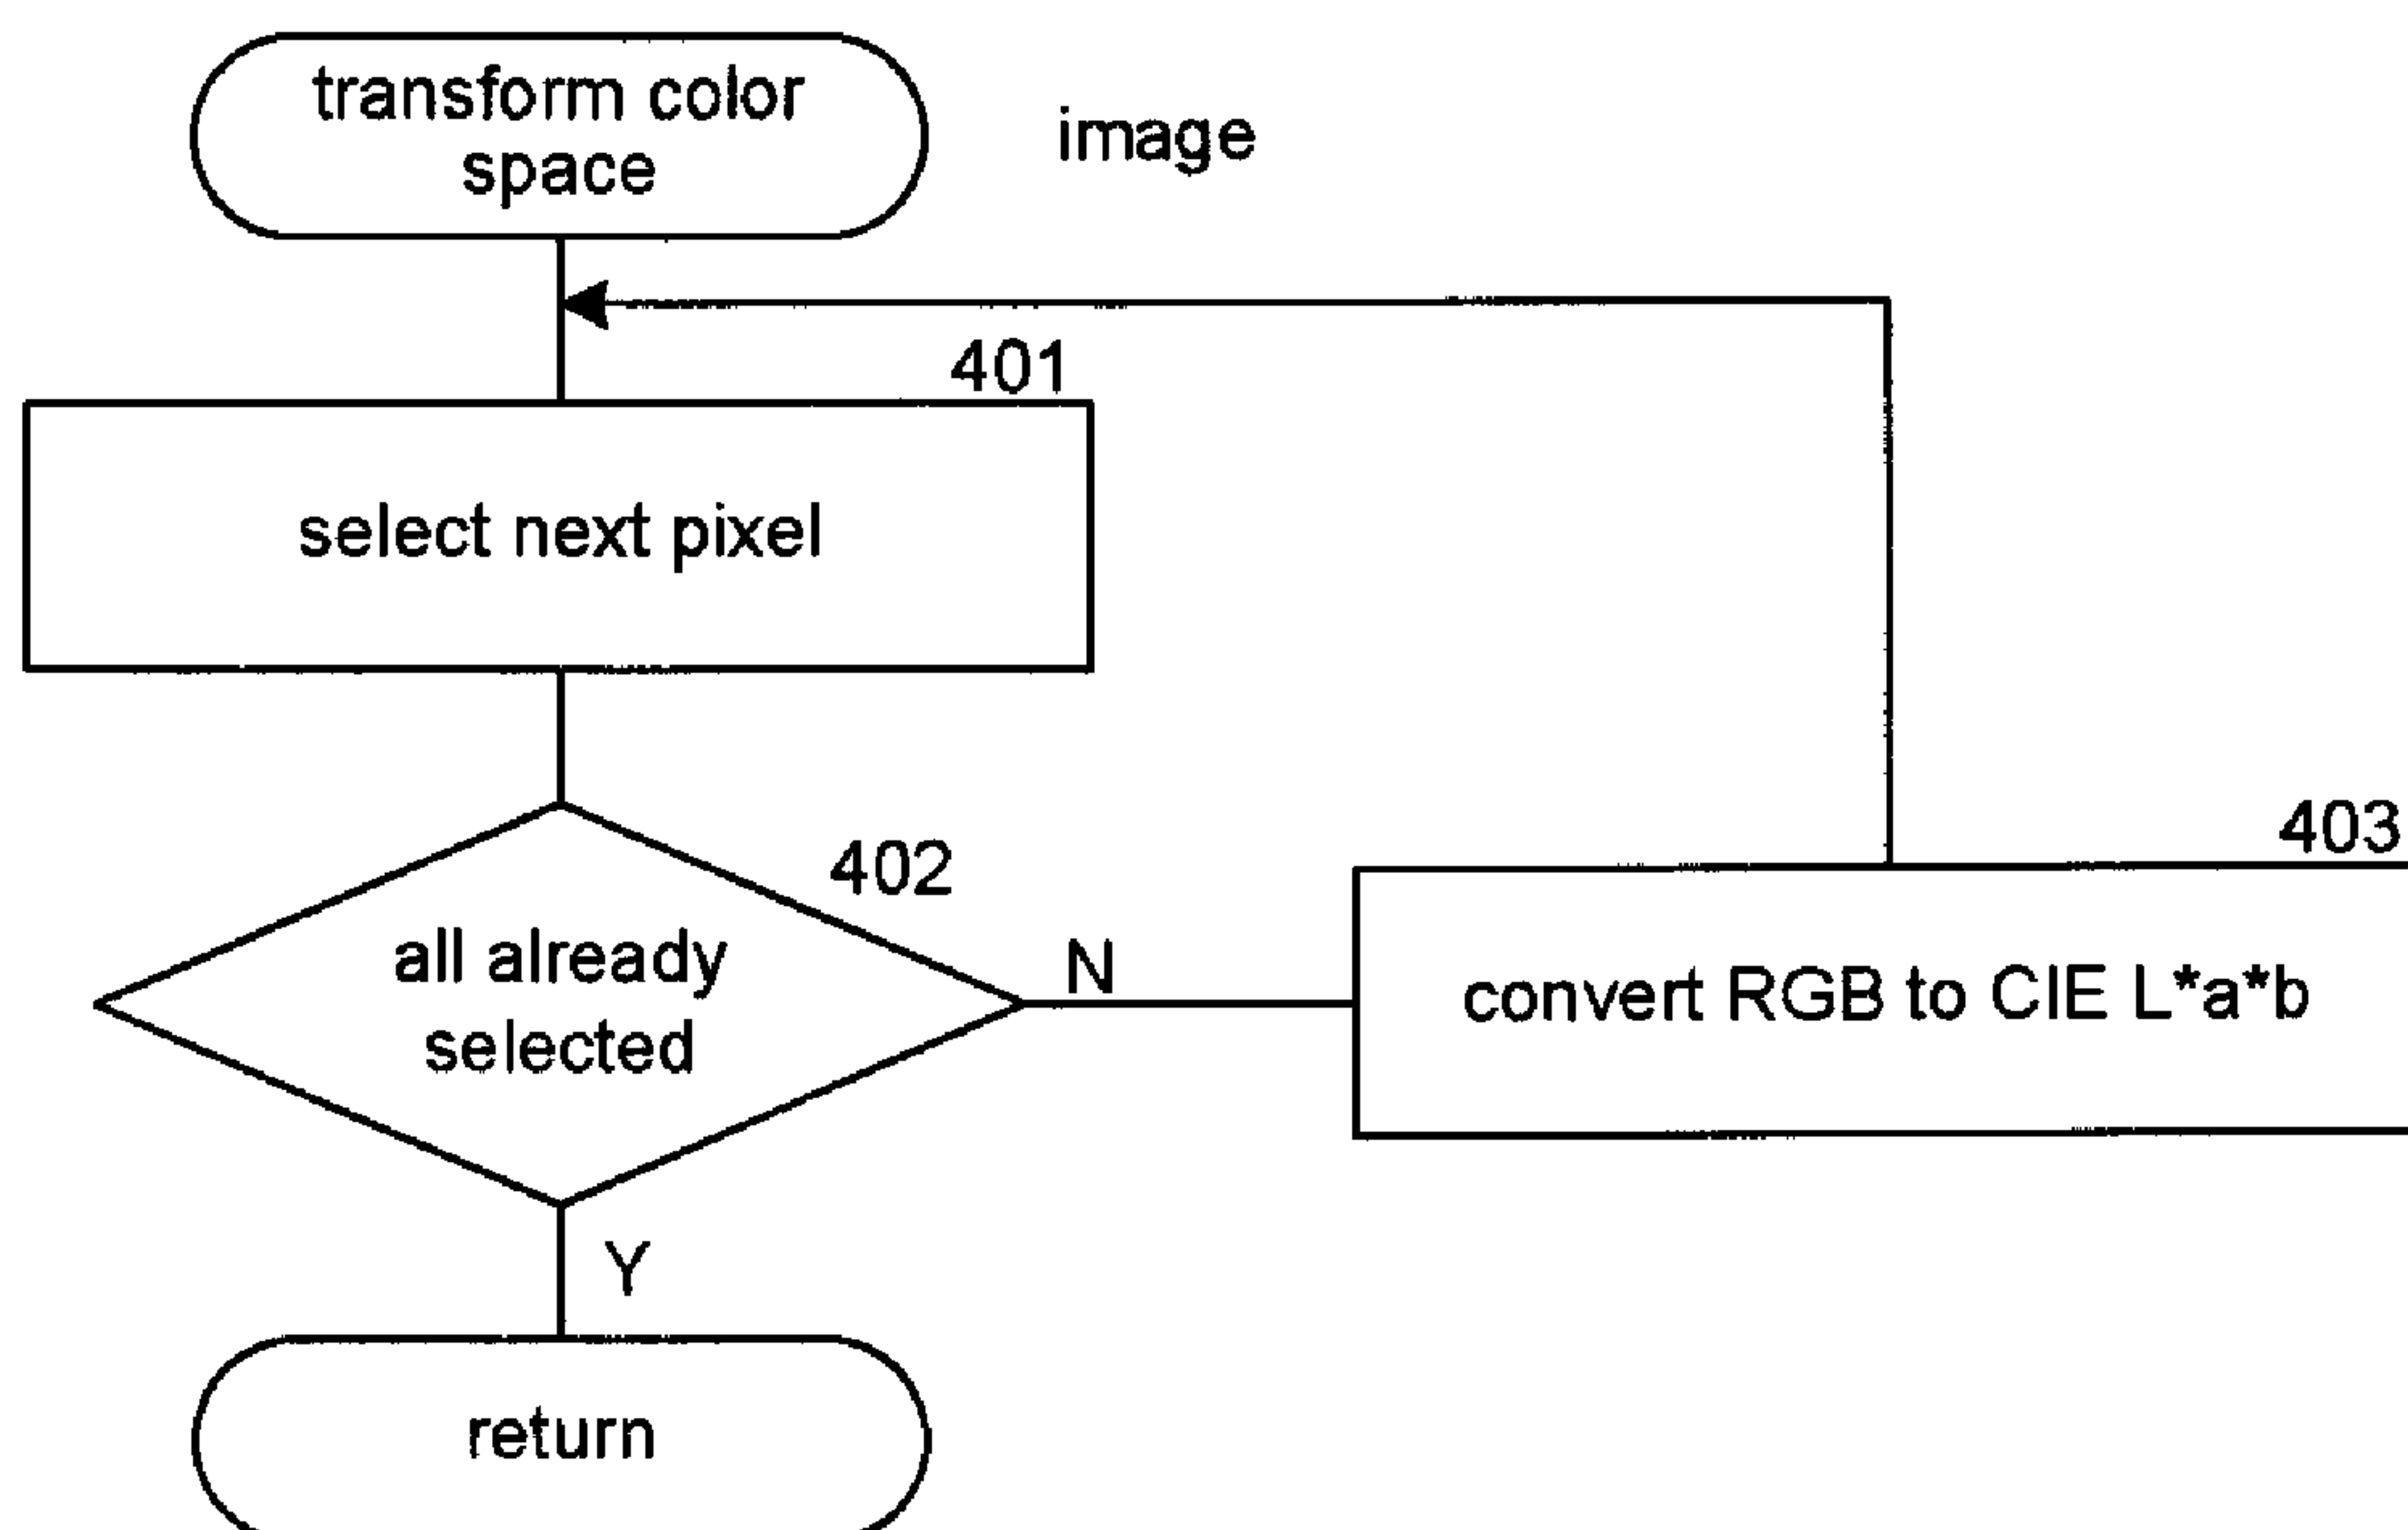 transform color
space
image
401
select next pixel
402
all already
selected
N
403
convert RGB to CIE L*a*b
Y
return